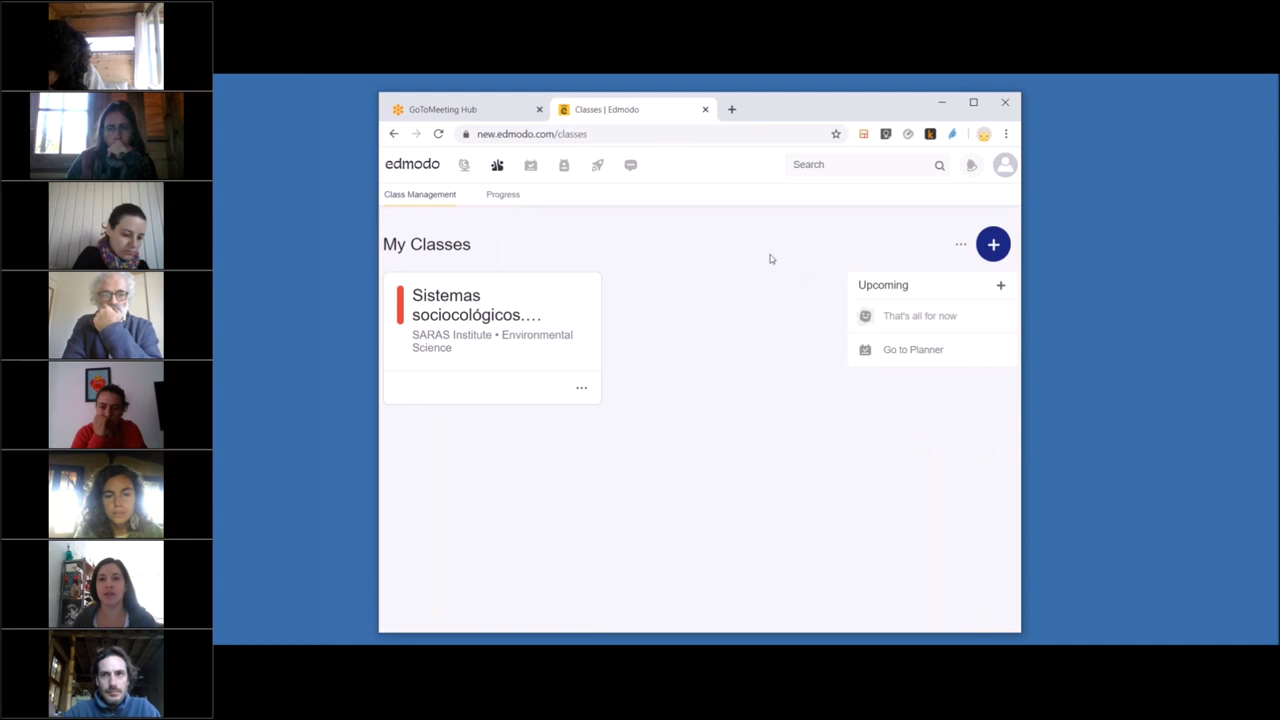 GoToMeeting Hub
Classes | Edmodo
new.edmodo.com/classes
edmodo
Search
Class Management
Progress
My Classes
Sistemas
sociocológicos....
SARAS Institute • Environmental
Science
Upcoming
That's all for now
Go to Planner